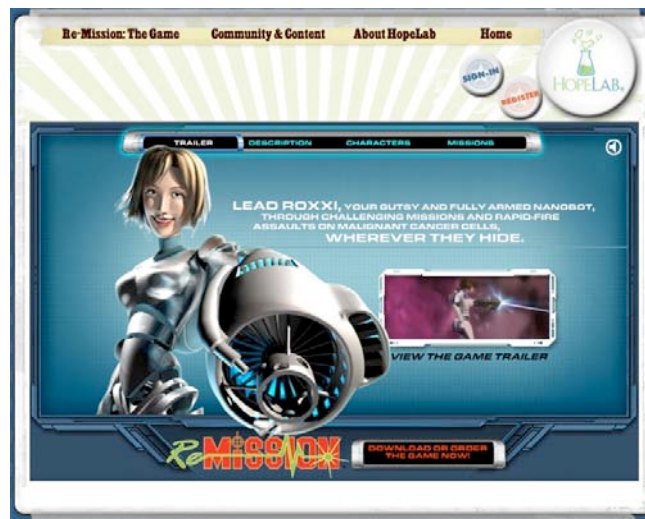 Re-Mission: The Game Community & Content About HopeLab Home
SIGN-IN
REGISTER
HOPELAB®
TRAILER DESCRIPTION CHARACTERS MISSIONS
LEAD ROXXI, YOUR GUTSY AND FULLY ARMED NANOBOT,
THROUGH CHALLENGING MISSIONS AND RAPID-FIRE
ASSAULTS ON MALIGNANT CANCER CELLS,
WHEREVER THEY HIDE.
VIEW THE GAME TRAILER
Re-MISSION
DOWNLOAD OR ORDER
THE GAME NOW!